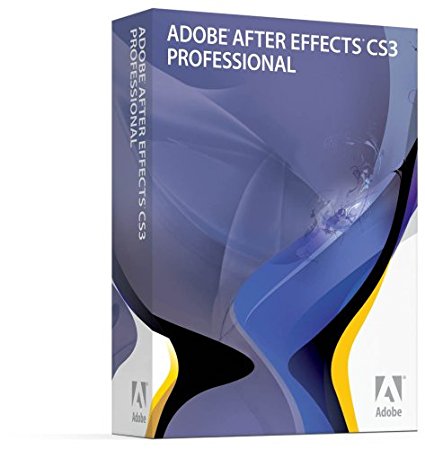 ADOBE® AFTER EFFECTS® CS3
PROFESSIONAL
ADOBE® AFTER EFFECTS® CS3
PROFESSIONAL
Adobe
Adobe